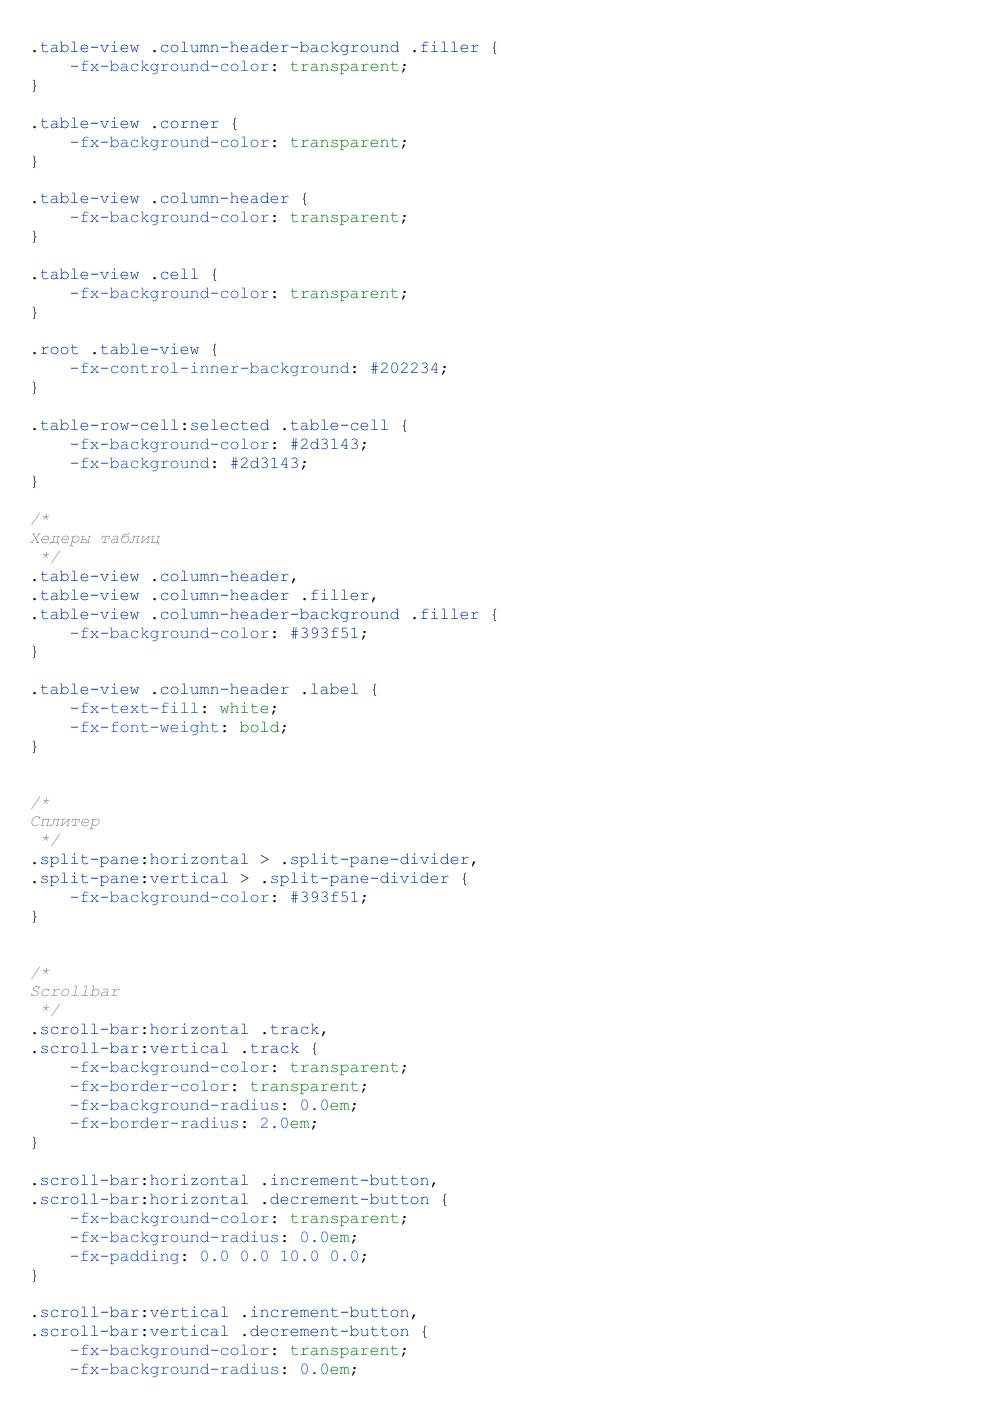 .table-view .column-header-background .filler {
    -fx-background-color: transparent;
}

.table-view .corner {
    -fx-background-color: transparent;
}

.table-view .column-header {
    -fx-background-color: transparent;
}

.table-view .cell {
    -fx-background-color: transparent;
}

.root .table-view {
    -fx-control-inner-background: #202234;
}

.table-row-cell:selected .table-cell {
    -fx-background-color: #2d3143;
    -fx-background: #2d3143;
}

/*
Хедеры таблиц
 */
.table-view .column-header,
.table-view .column-header .filler,
.table-view .column-header-background .filler {
    -fx-background-color: #393f51;
}

.table-view .column-header .label {
    -fx-text-fill: white;
    -fx-font-weight: bold;
}


/*
Сплитер
 */
.split-pane:horizontal > .split-pane-divider,
.split-pane:vertical > .split-pane-divider {
    -fx-background-color: #393f51;
}


/*
Scrollbar
 */
.scroll-bar:horizontal .track,
.scroll-bar:vertical .track {
    -fx-background-color: transparent;
    -fx-border-color: transparent;
    -fx-background-radius: 0.0em;
    -fx-border-radius: 2.0em;
}

.scroll-bar:horizontal .increment-button,
.scroll-bar:horizontal .decrement-button {
    -fx-background-color: transparent;
    -fx-background-radius: 0.0em;
    -fx-padding: 0.0 0.0 10.0 0.0;
}

.scroll-bar:vertical .increment-button,
.scroll-bar:vertical .decrement-button {
    -fx-background-color: transparent;
    -fx-background-radius: 0.0em;